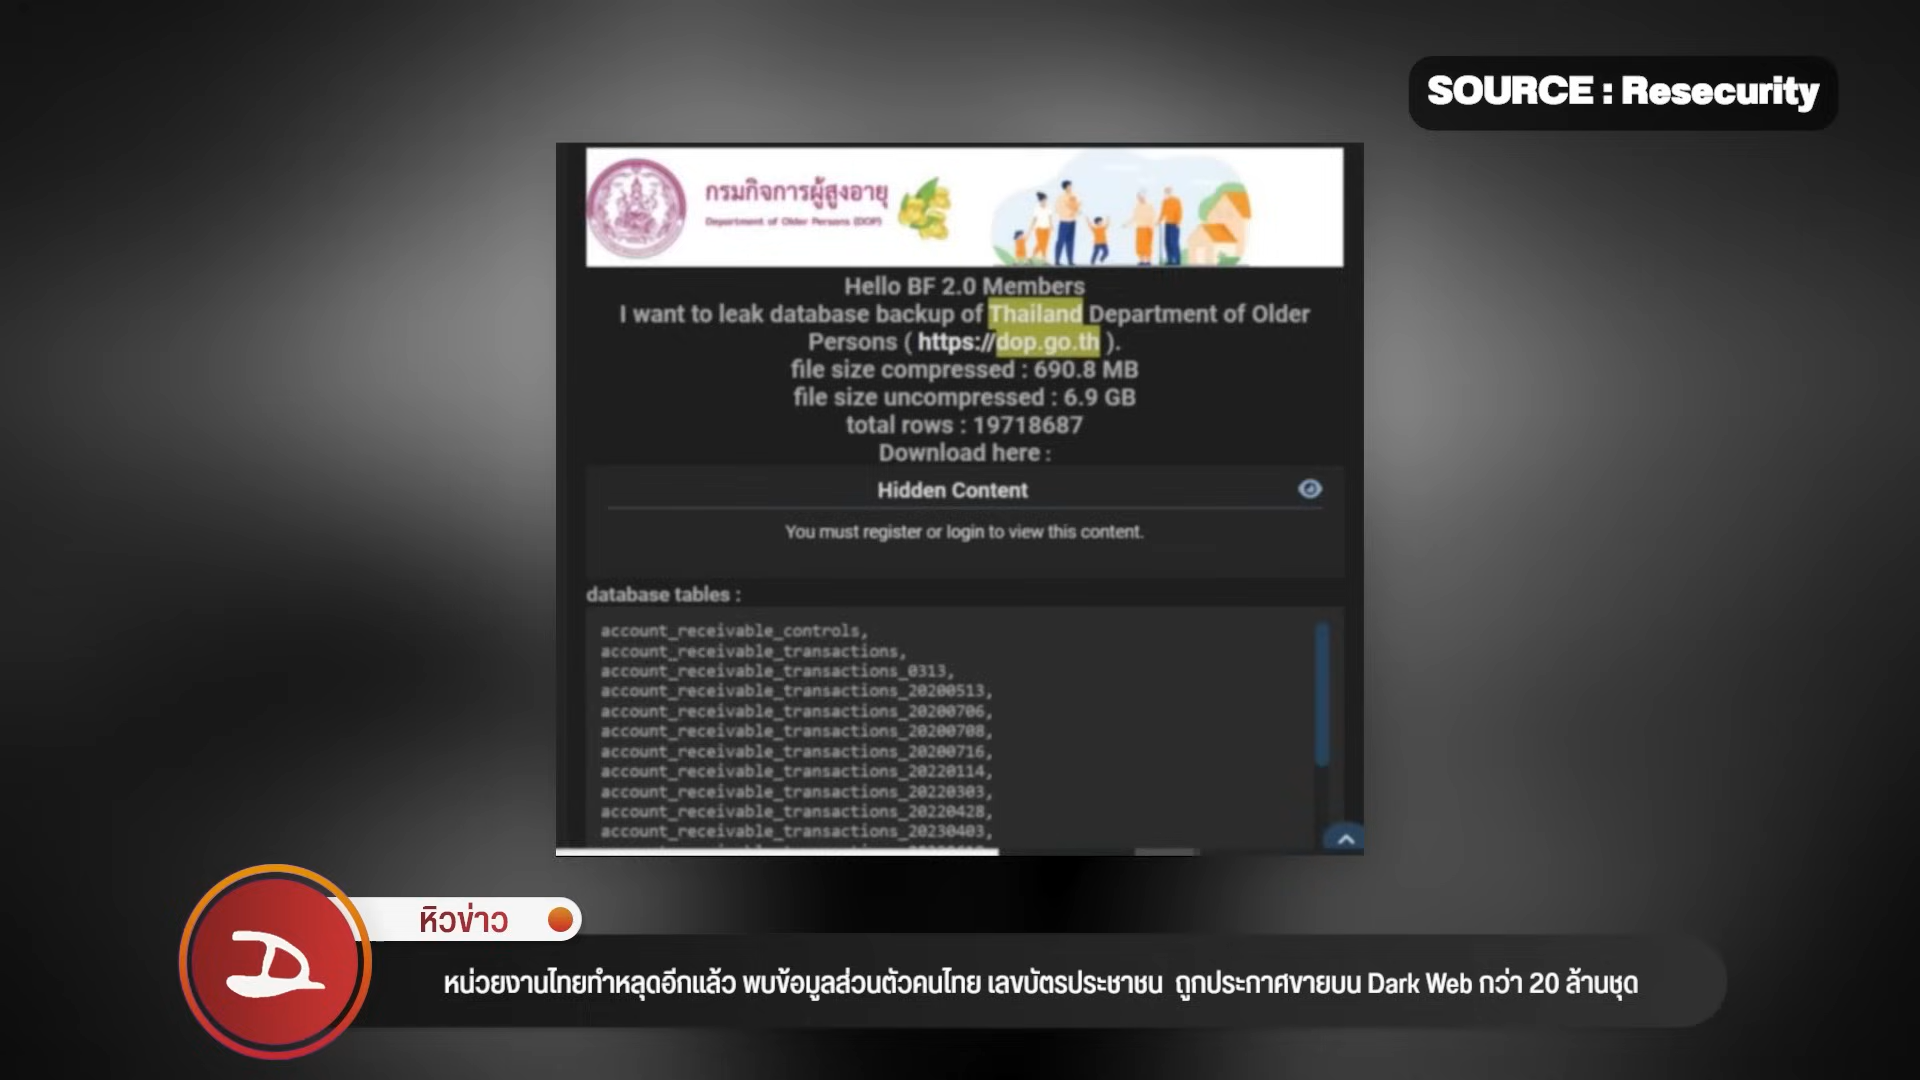 SOURCE : Resecurity
กรมกิจการผู้สูงอายุ
Department of Older Persons (DOP)
Hello BF 2.0 Members
I want to leak database backup of Thailand Department of Older
Persons ( https://dop.go.th ).
file size compressed : 690.8 MB
file size uncompressed : 6.9 GB
total rows : 19718687
Download here :
Hidden Content
You must register or login to view this content.
database tables :
account_receivable_controls,
account_receivable_transactions,
account_receivable_transactions_0313,
account_receivable_transactions_20200513,
account_receivable_transactions_20200706,
account_receivable_transactions_20200708,
account_receivable_transactions_20200716,
account_receivable_transactions_20220114,
account_receivable_transactions_20220303,
account_receivable_transactions_20220428,
account_receivable_transactions_20230403,
หิวข่าว
หน่วยงานไทยทำหลุดอีกแล้ว พบข้อมูลส่วนตัวคนไทย เลขบัตรประชาชน ถูกประกาศขายบน Dark Web กว่า 20 ล้านชุด